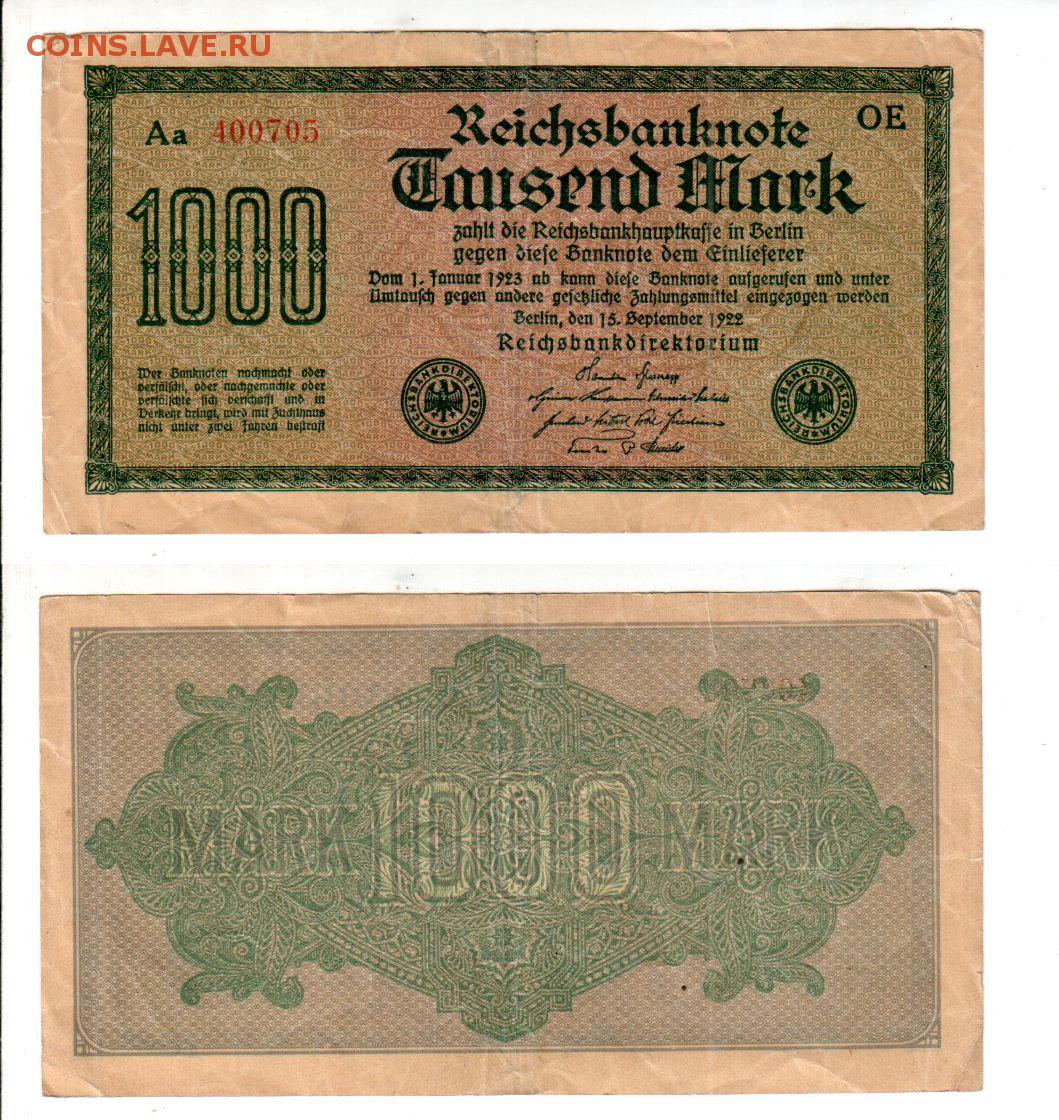 COINS.LAVE.RU
Aa 400705
Reichsbanknote
OE
Tausend Mark
1000
zahlt die Reichsbankhauptkasse in Berlin
gegen diese Banknote dem Einlieferer
Vom 1. Januar 1923 ab kann diese Banknote aufgerufen und unter
Umtausch gegen andere gesetzliche Zahlungsmittel eingezogen werden
Berlin, den 15. September 1922
Reichsbankdirektorium
Wer Banknoten nachmacht oder
verfälscht, oder nachgemachte oder
verfälschte sich verschafft und in
Verkehr bringt, wird mit Zuchthaus
nicht unter zwei Jahren bestraft
REICHSBANKDIREKTORIUM
REICHSBANKDIREKTORIUM
MARK 1000 MARK